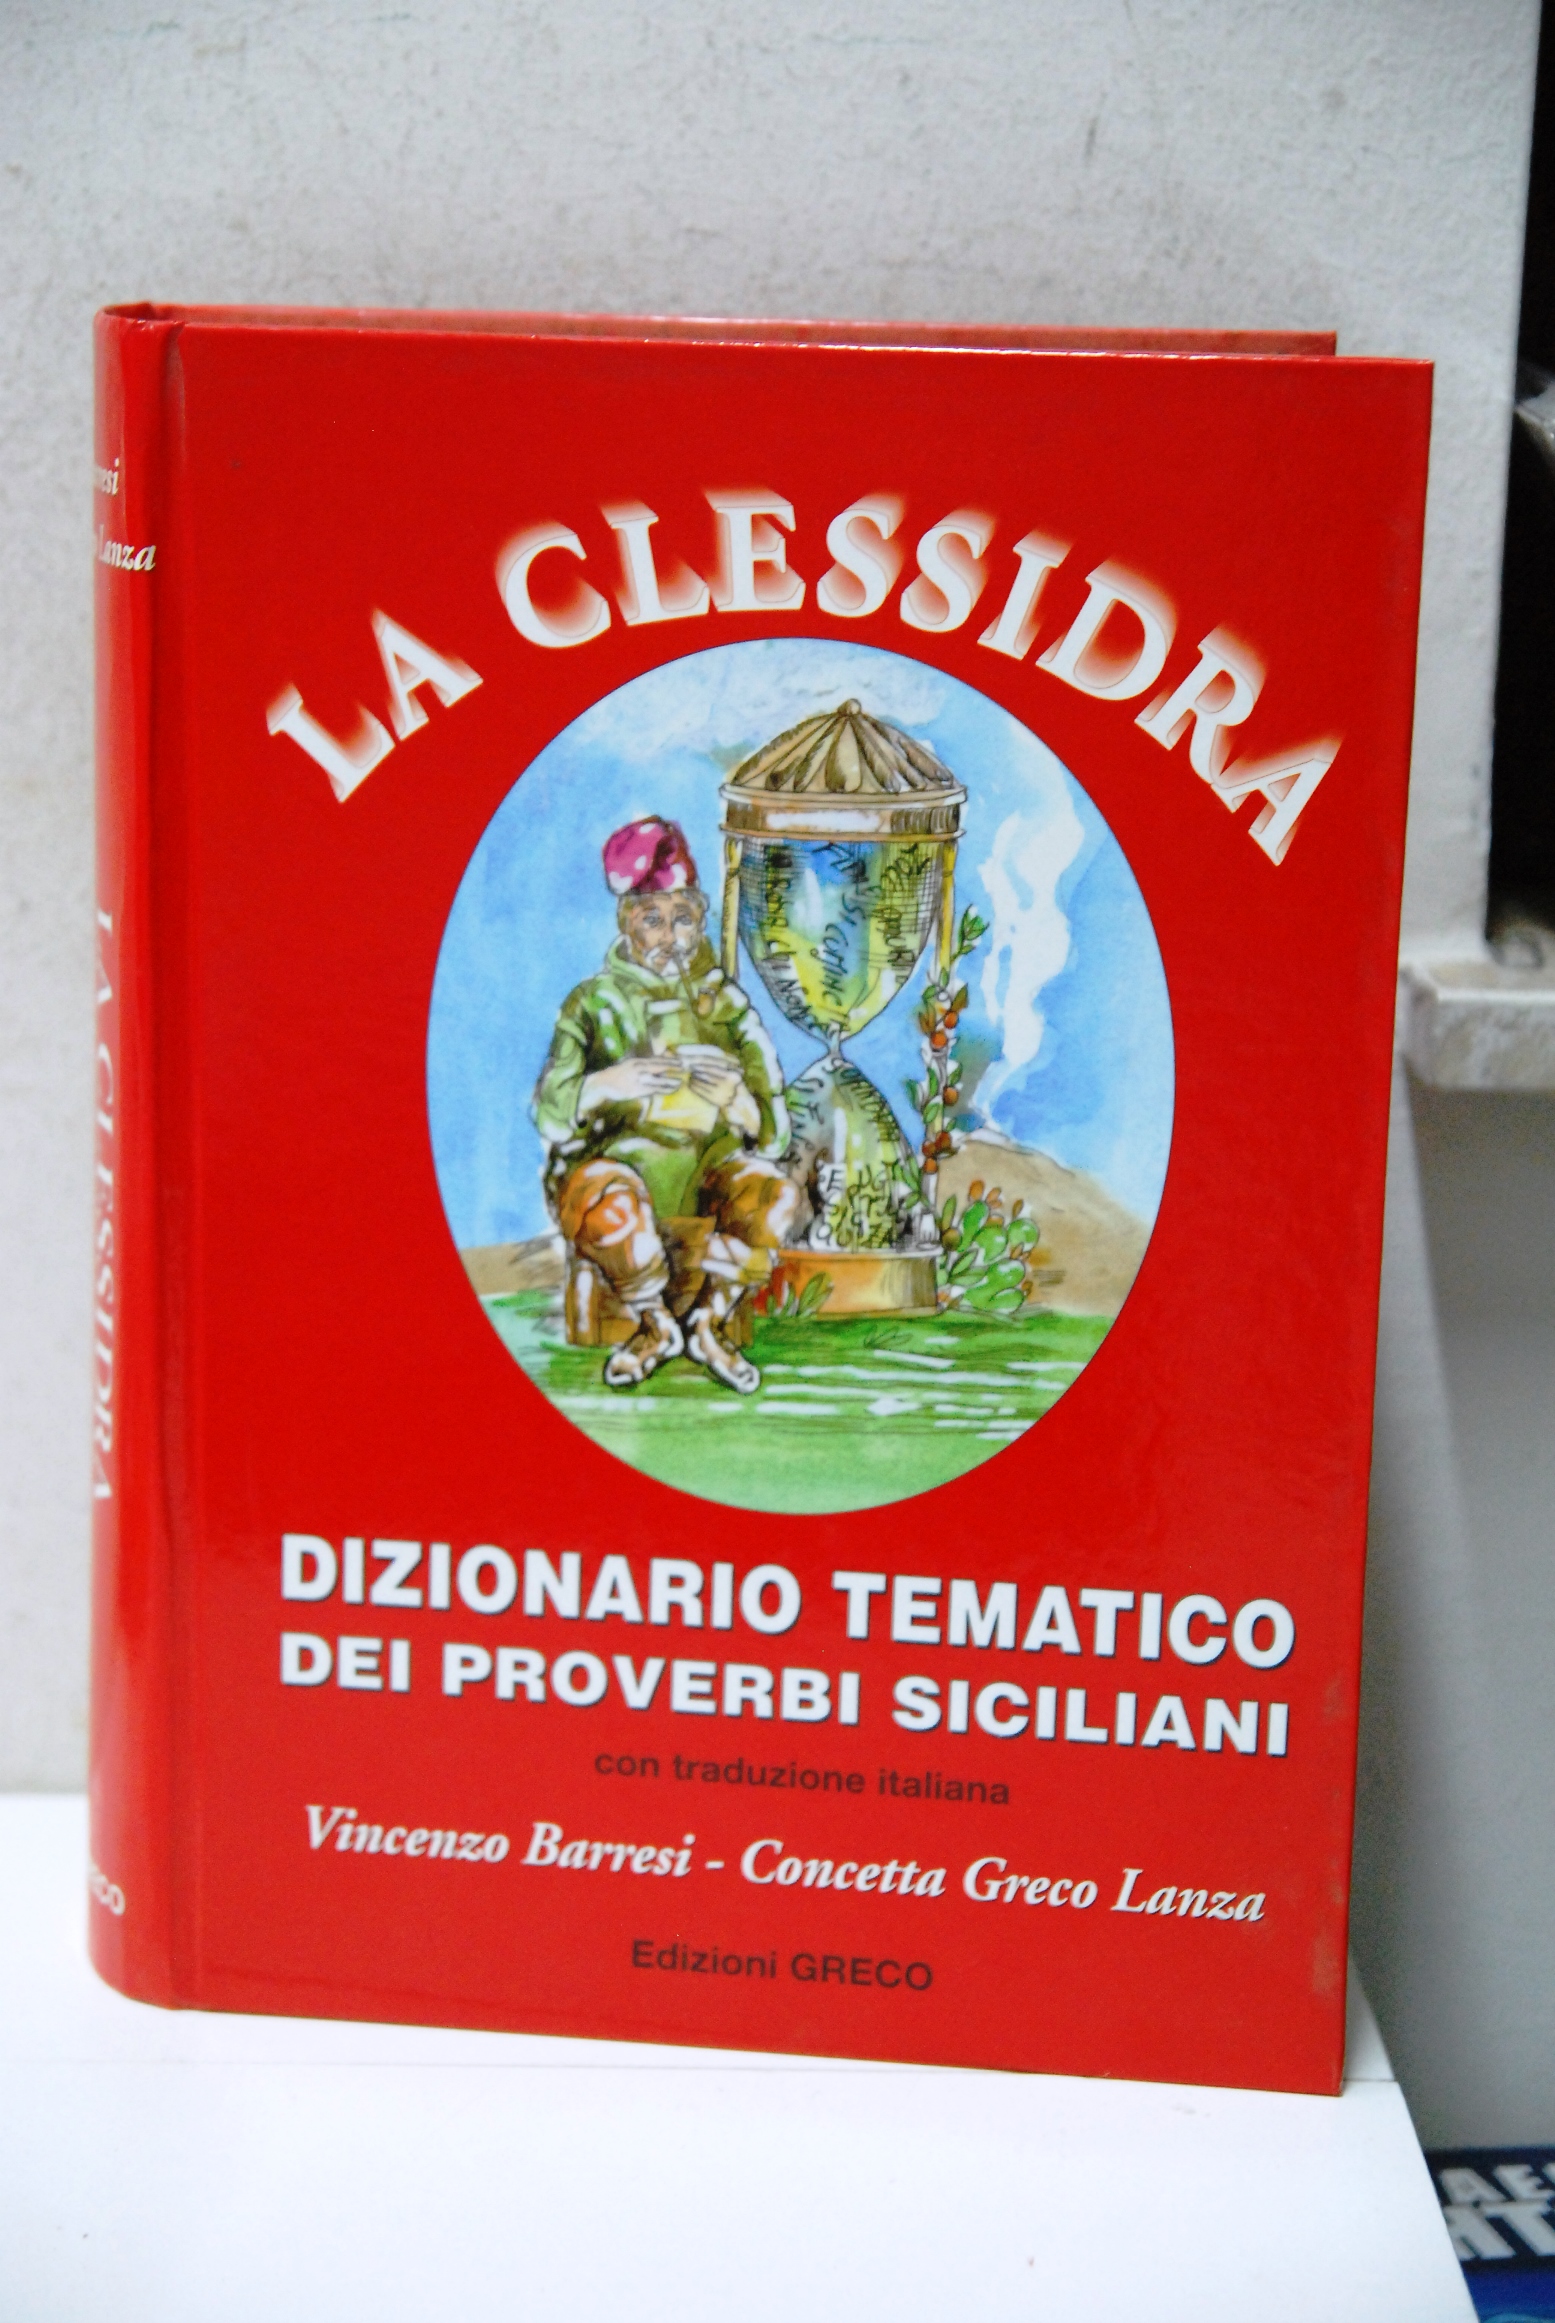 LA CLESSIDRA
DIZIONARIO TEMATICO
DEI PROVERBI SICILIANI
con traduzione italiana
Vincenzo Barresi - Concetta Greco Lanza
Edizioni GRECO
Lanza
LA CLESSIDRA